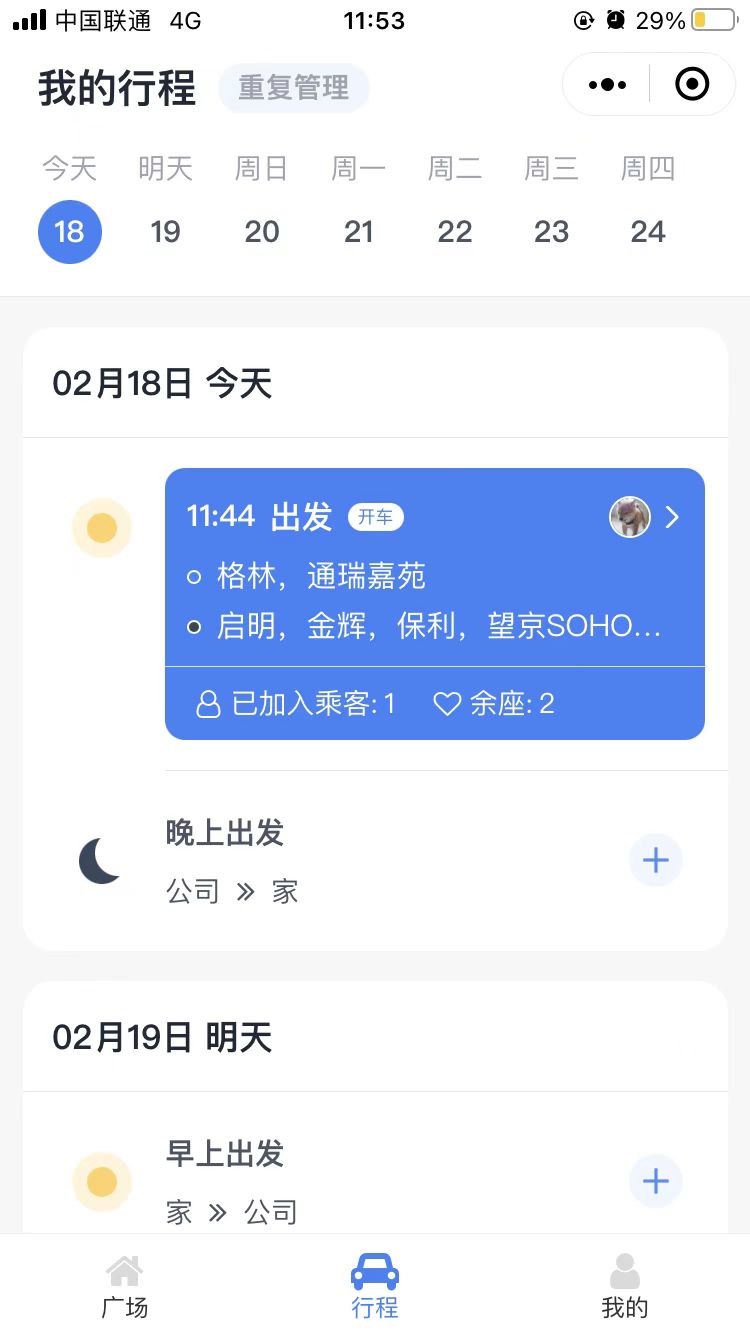 中国联通 4G 11:53 29%
我的行程 重复管理
今天 明天 周日 周一 周二 周三 周四
18 19 20 21 22 23 24
02月18日 今天
11:44 出发 开车
格林，通瑞嘉苑
启明，金辉，保利，望京SOHO...
已加入乘客: 1 余座: 2
晚上出发
公司 » 家
02月19日 明天
早上出发
家 » 公司
广场 行程 我的